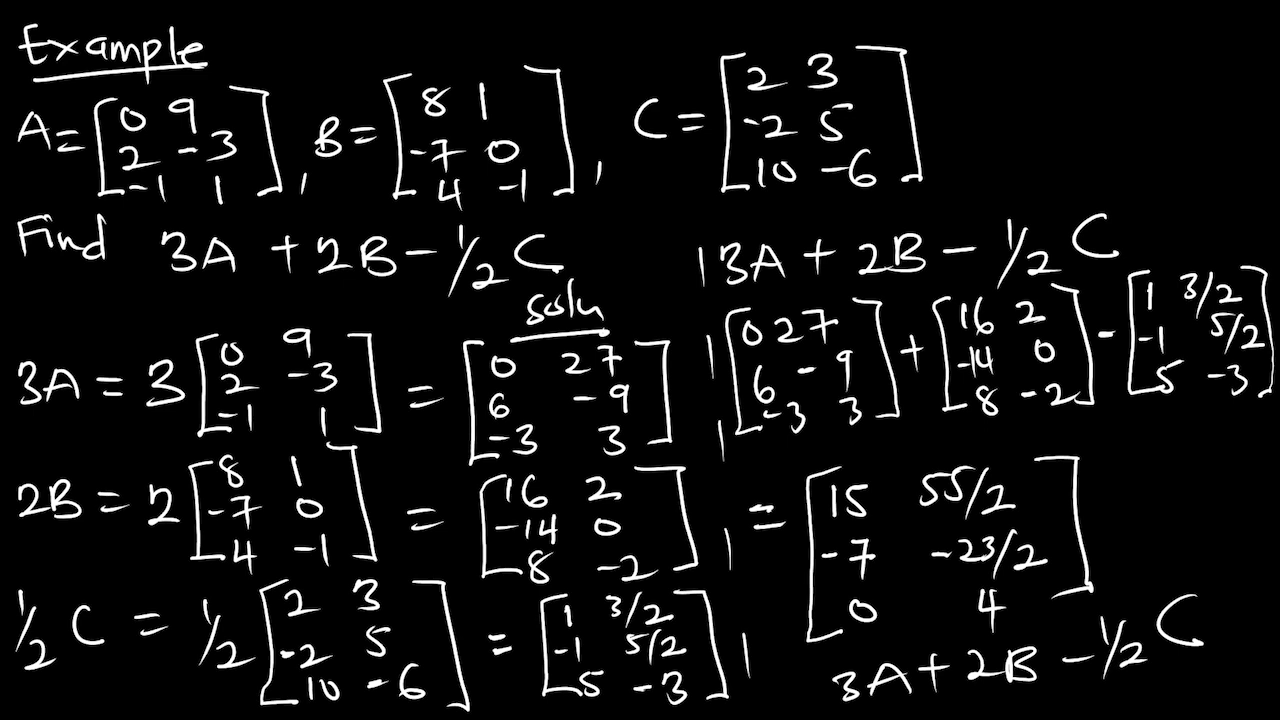 Example
A = [0 9
2 -3
-1 1], B = [8 1
-7 0
4 -1], C = [2 3
-2 5
10 -6]
Find 3A + 2B - 1/2 C
soln
3A = 3 [0 9
2 -3
-1 1] = [0 27
6 -9
-3 3]
2B = 2 [8 1
-7 0
4 -1] = [16 2
-14 0
8 -2]
1/2 C = 1/2 [2 3
-2 5
10 -6] = [1 3/2
-1 5/2
5 -3]
3A + 2B - 1/2 C
[0 27
6 -9
-3 3] + [16 2
-14 0
8 -2] - [1 3/2
-1 5/2
5 -3]
= [15 55/2
-7 -23/2
0 4]
3A + 2B - 1/2 C